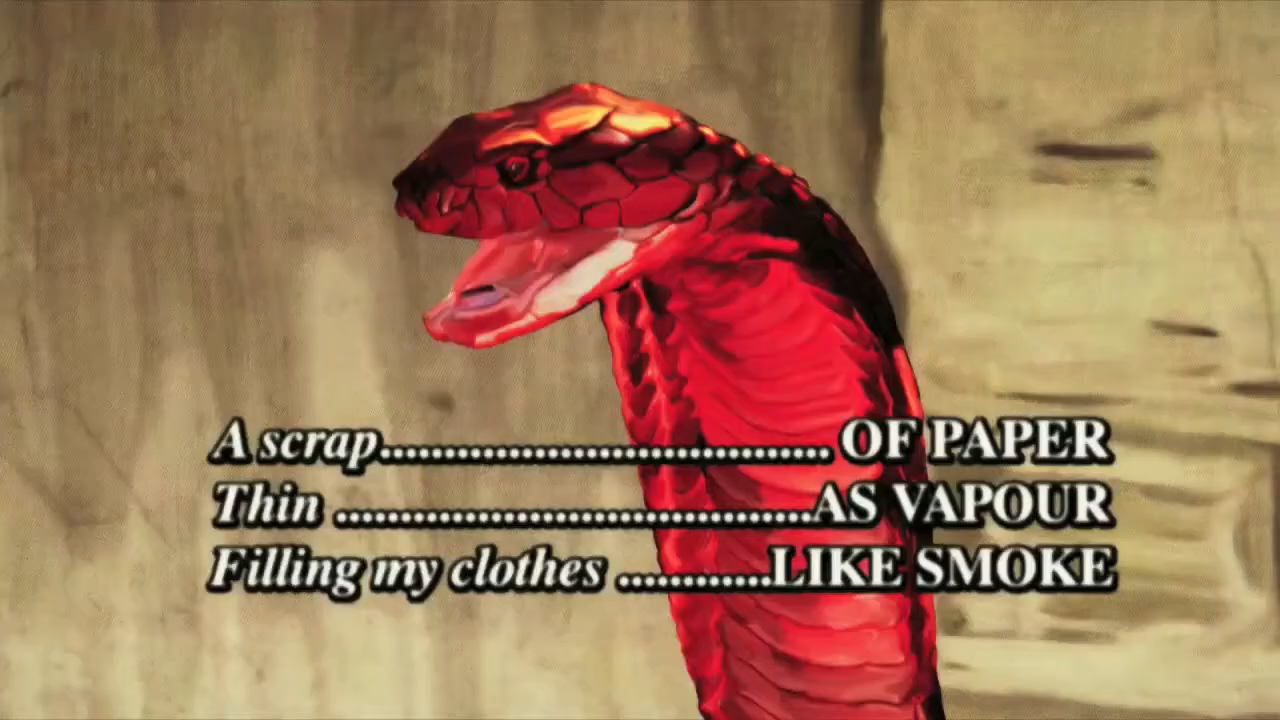 A scrap................................... OF PAPER
Thin .....................................AS VAPOUR
Filling my clothes ............LIKE SMOKE